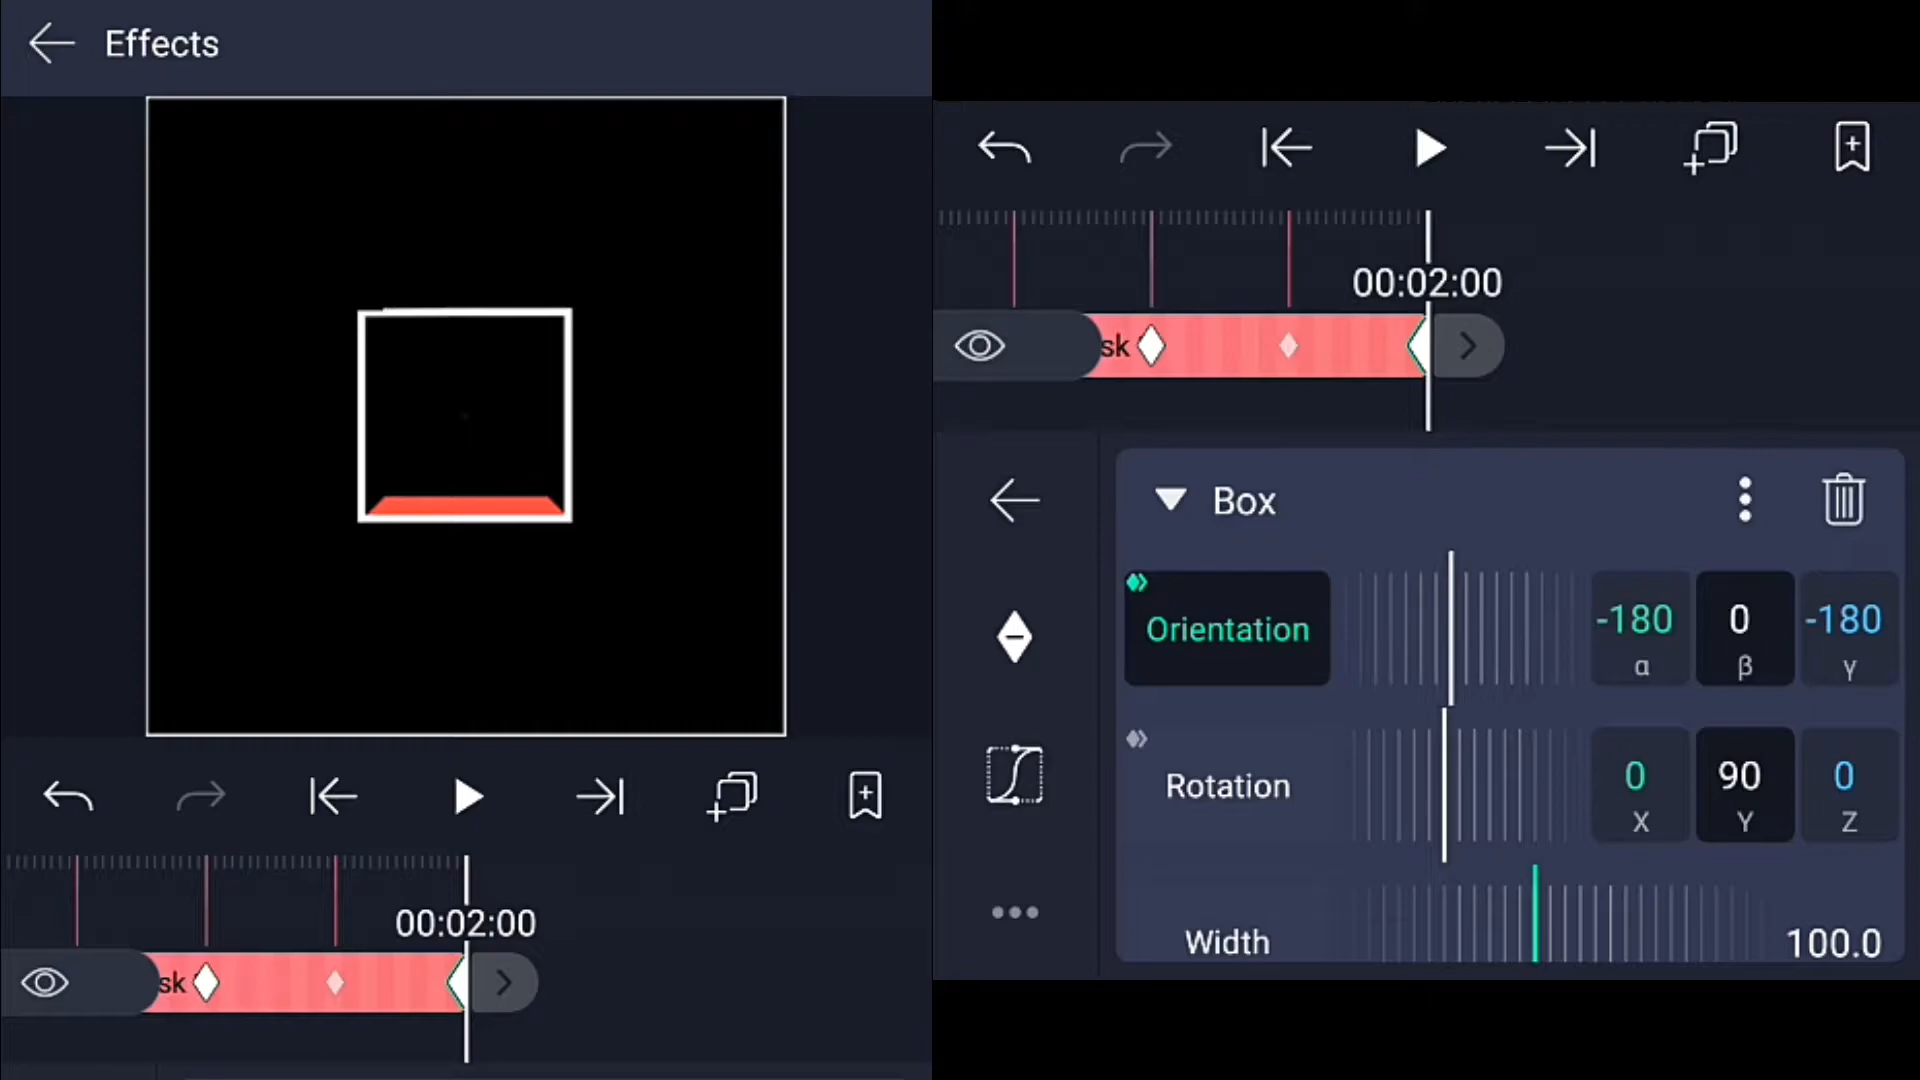 Effects
00:02:00
sk
00:02:00
sk
Box
Orientation
-180 0 -180
α β γ
Rotation
0 90 0
X Y Z
Width
100.0